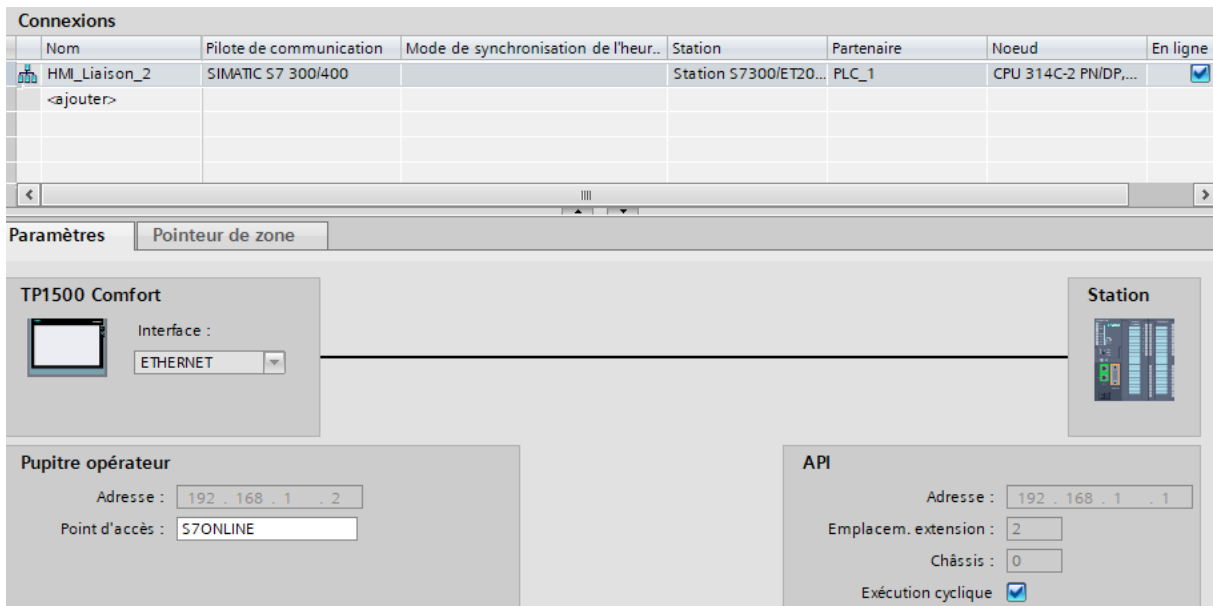 Connexions
Nom Pilote de communication Mode de synchronisation de l'heur.. Station Partenaire Noeud En ligne
HMI_Liaison_2 SIMATIC S7 300/400 Station S7300/ET20... PLC_1 CPU 314C-2 PN/DP,...
<ajouter>
Paramètres Pointeur de zone
TP1500 Comfort
Interface :
ETHERNET
Station
Pupitre opérateur
Adresse : 192 . 168 . 1 . 2
Point d'accès : S7ONLINE
API
Adresse : 192 . 168 . 1 . 1
Emplacem. extension : 2
Châssis : 0
Exécution cyclique